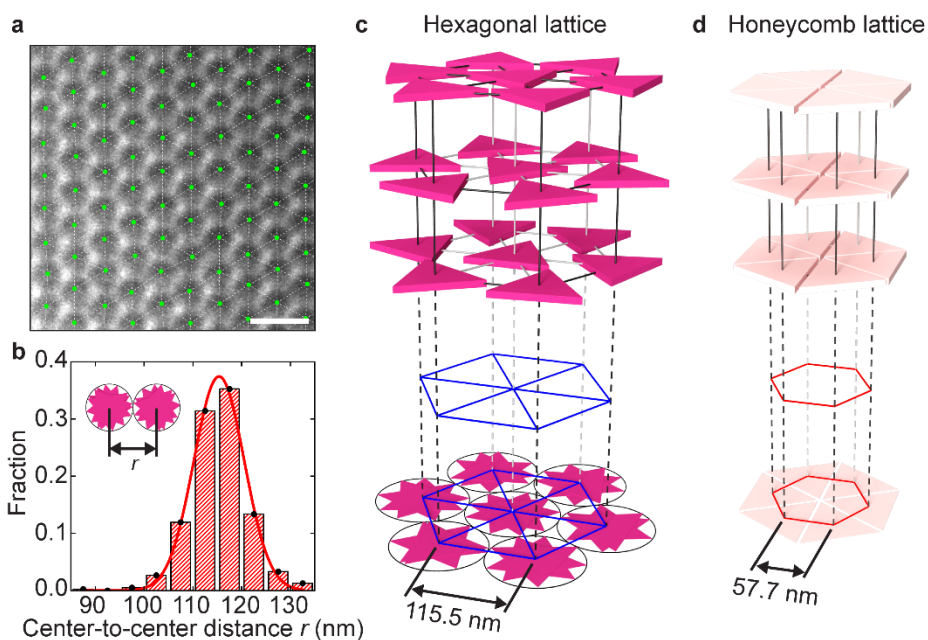 a
b
0.4
0.3
0.2
0.1
0.0
Fraction
r
90 100 110 120 130
Center-to-center distance r (nm)
c Hexagonal lattice
115.5 nm
d Honeycomb lattice
57.7 nm